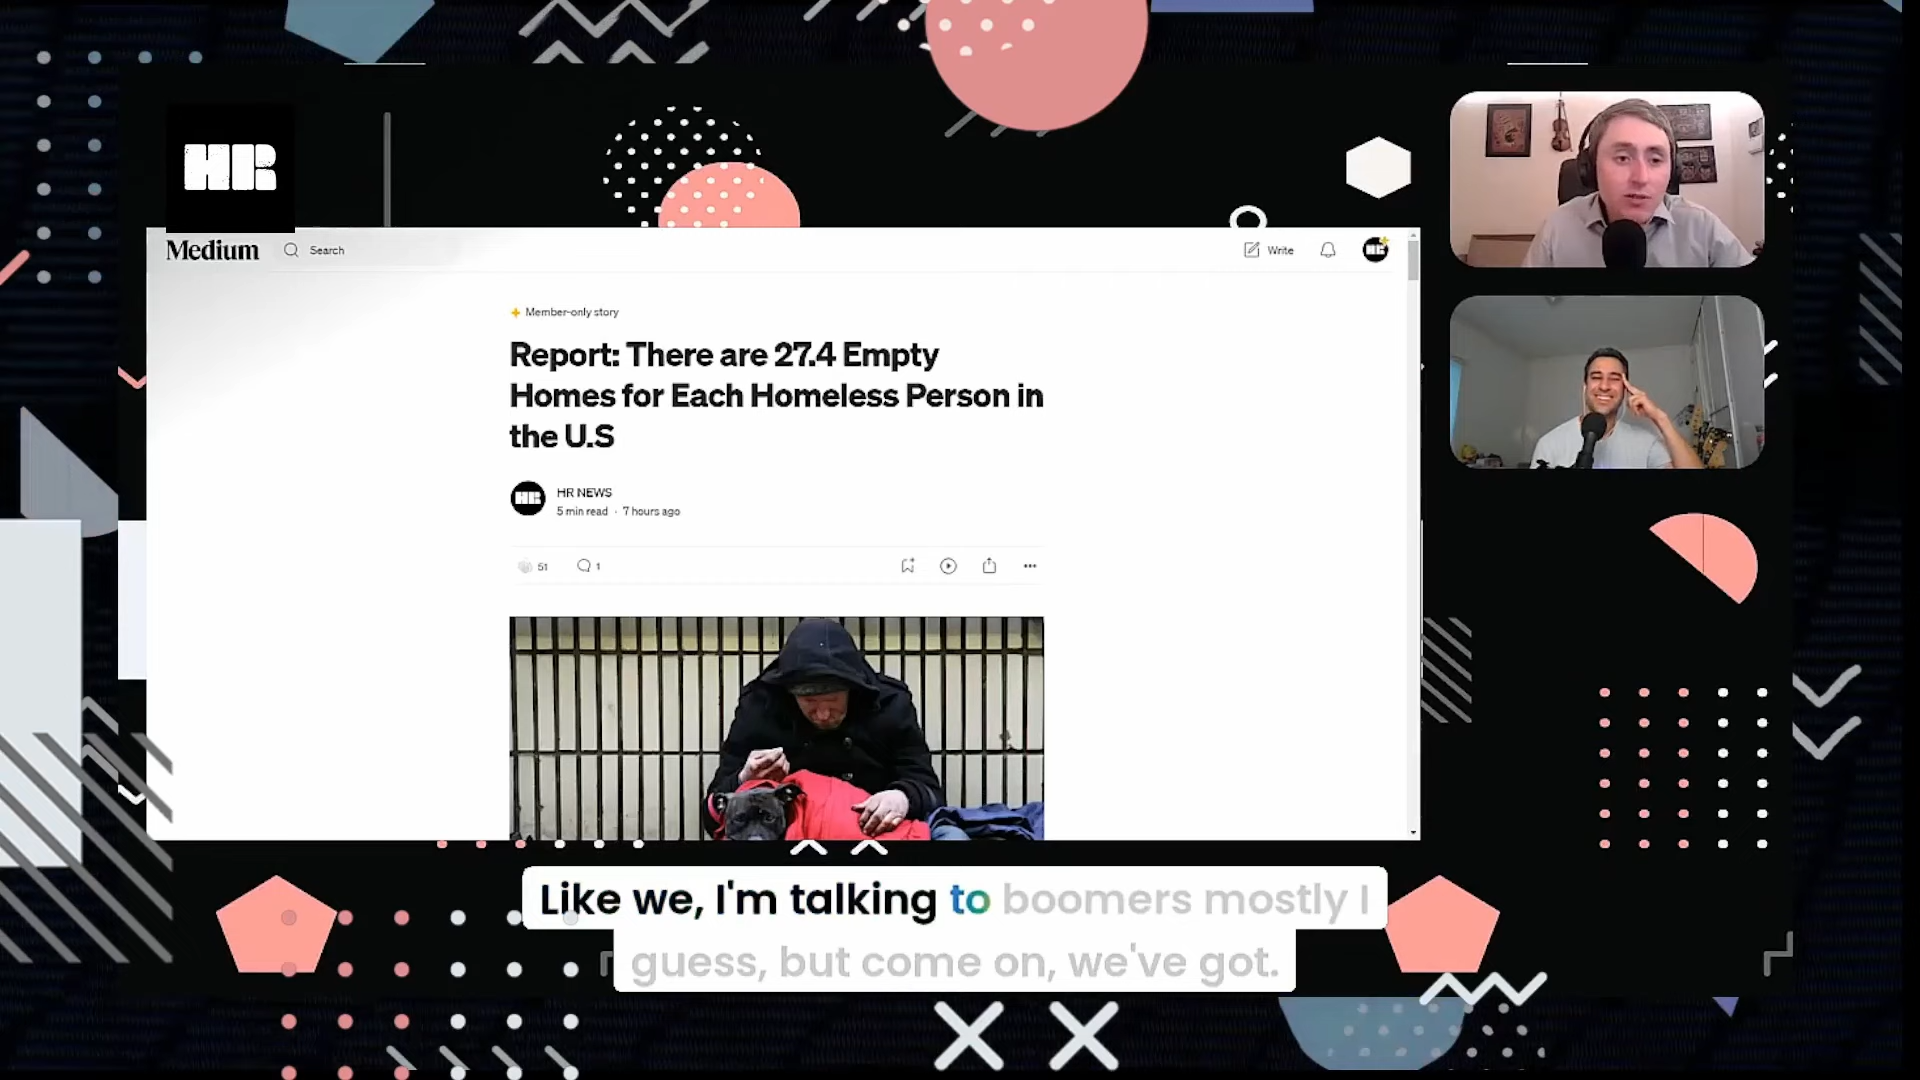 HR
Medium
Search
Write
HR
Member-only story
Report: There are 27.4 Empty
Homes for Each Homeless Person in
the U.S
HR
HR NEWS
5 min read · 7 hours ago
51
1
Like we, I'm talking to boomers mostly I
guess, but come on, we've got.